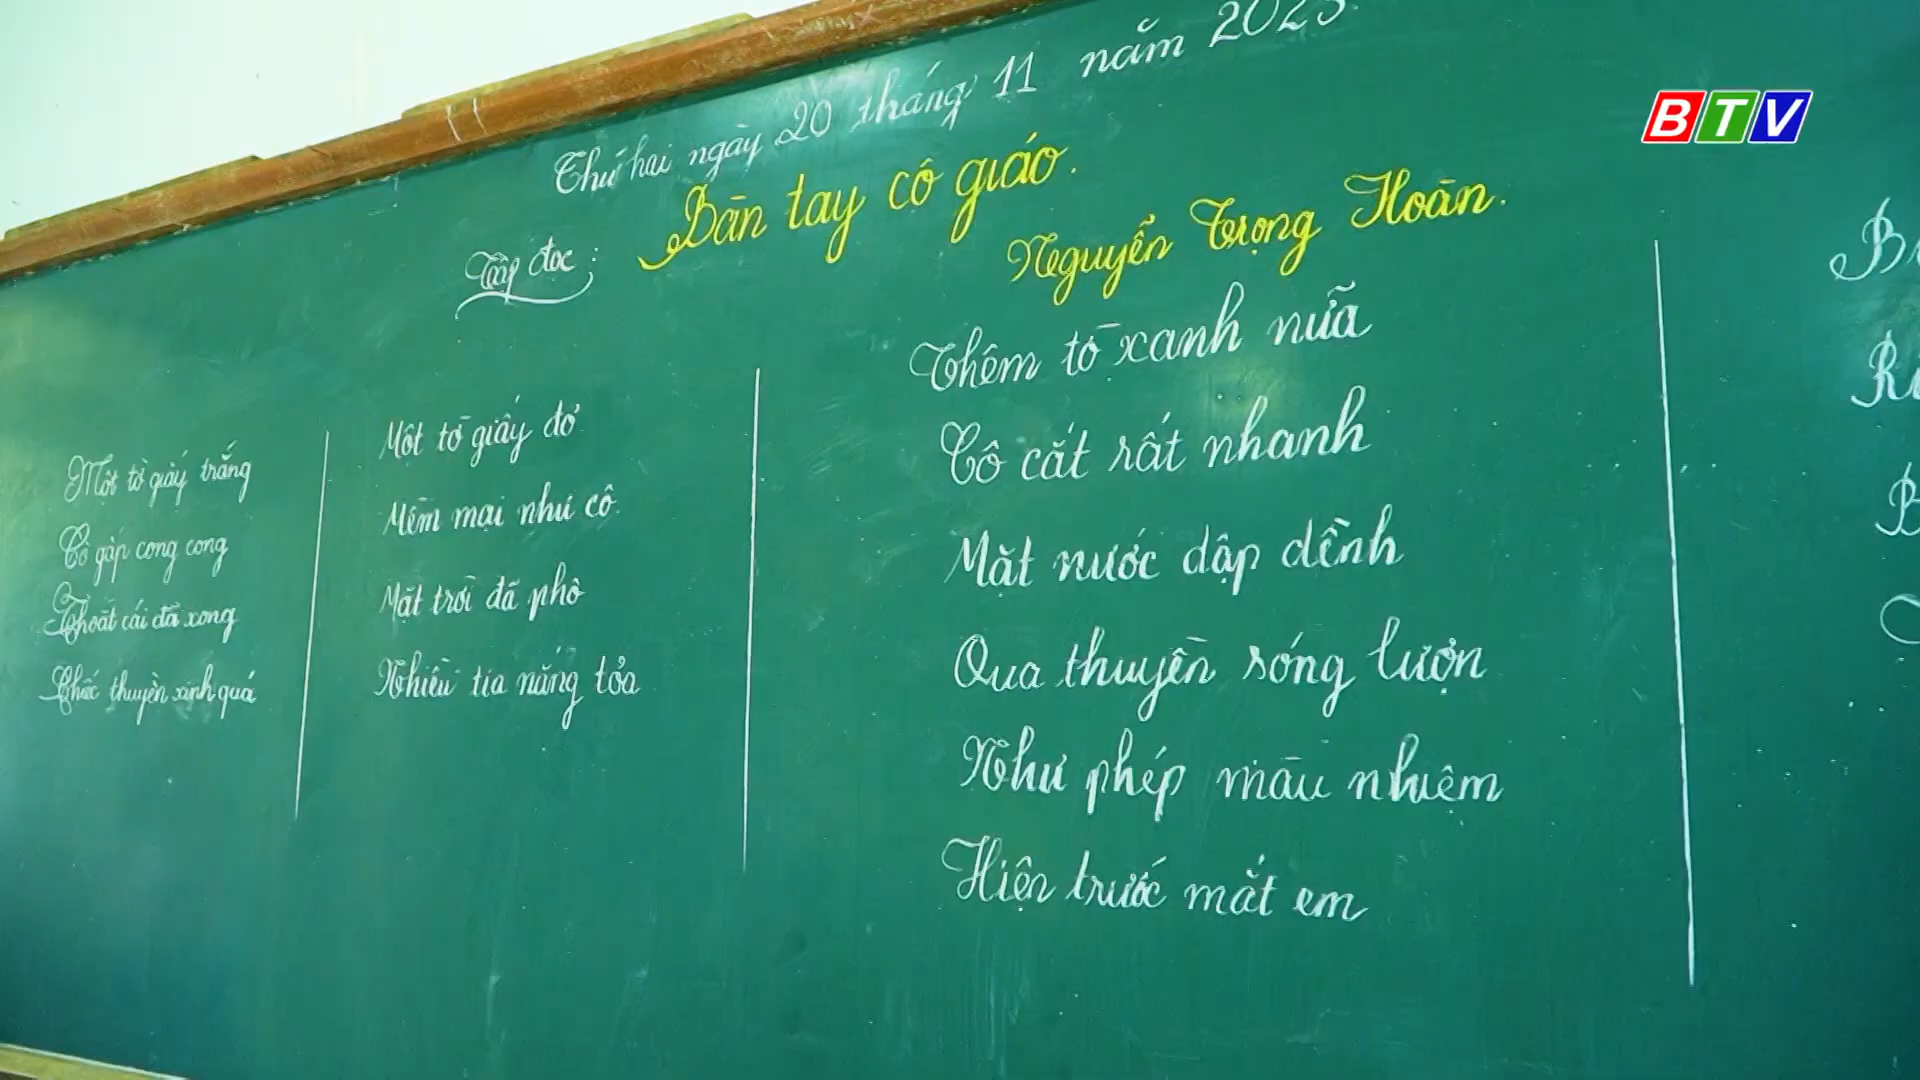 BTV
Thứ hai ngày 20 tháng 11 năm 2023
Tập đọc:
Bàn tay cô giáo.
Nguyễn Trọng Hoàn.
Một tờ giấy trắng
Cô gấp cong cong
Thoắt cái đã xong
Chiếc thuyền xinh quá
Một tờ giấy đỏ
Mềm mại như cô
Mặt trời đã phô
Nhiều tia nắng tỏa
Thêm tờ xanh nữa
Cô cắt rất nhanh
Mặt nước dập dềnh
Qua thuyền sóng lượn
Như phép màu nhiệm
Hiện trước mắt em